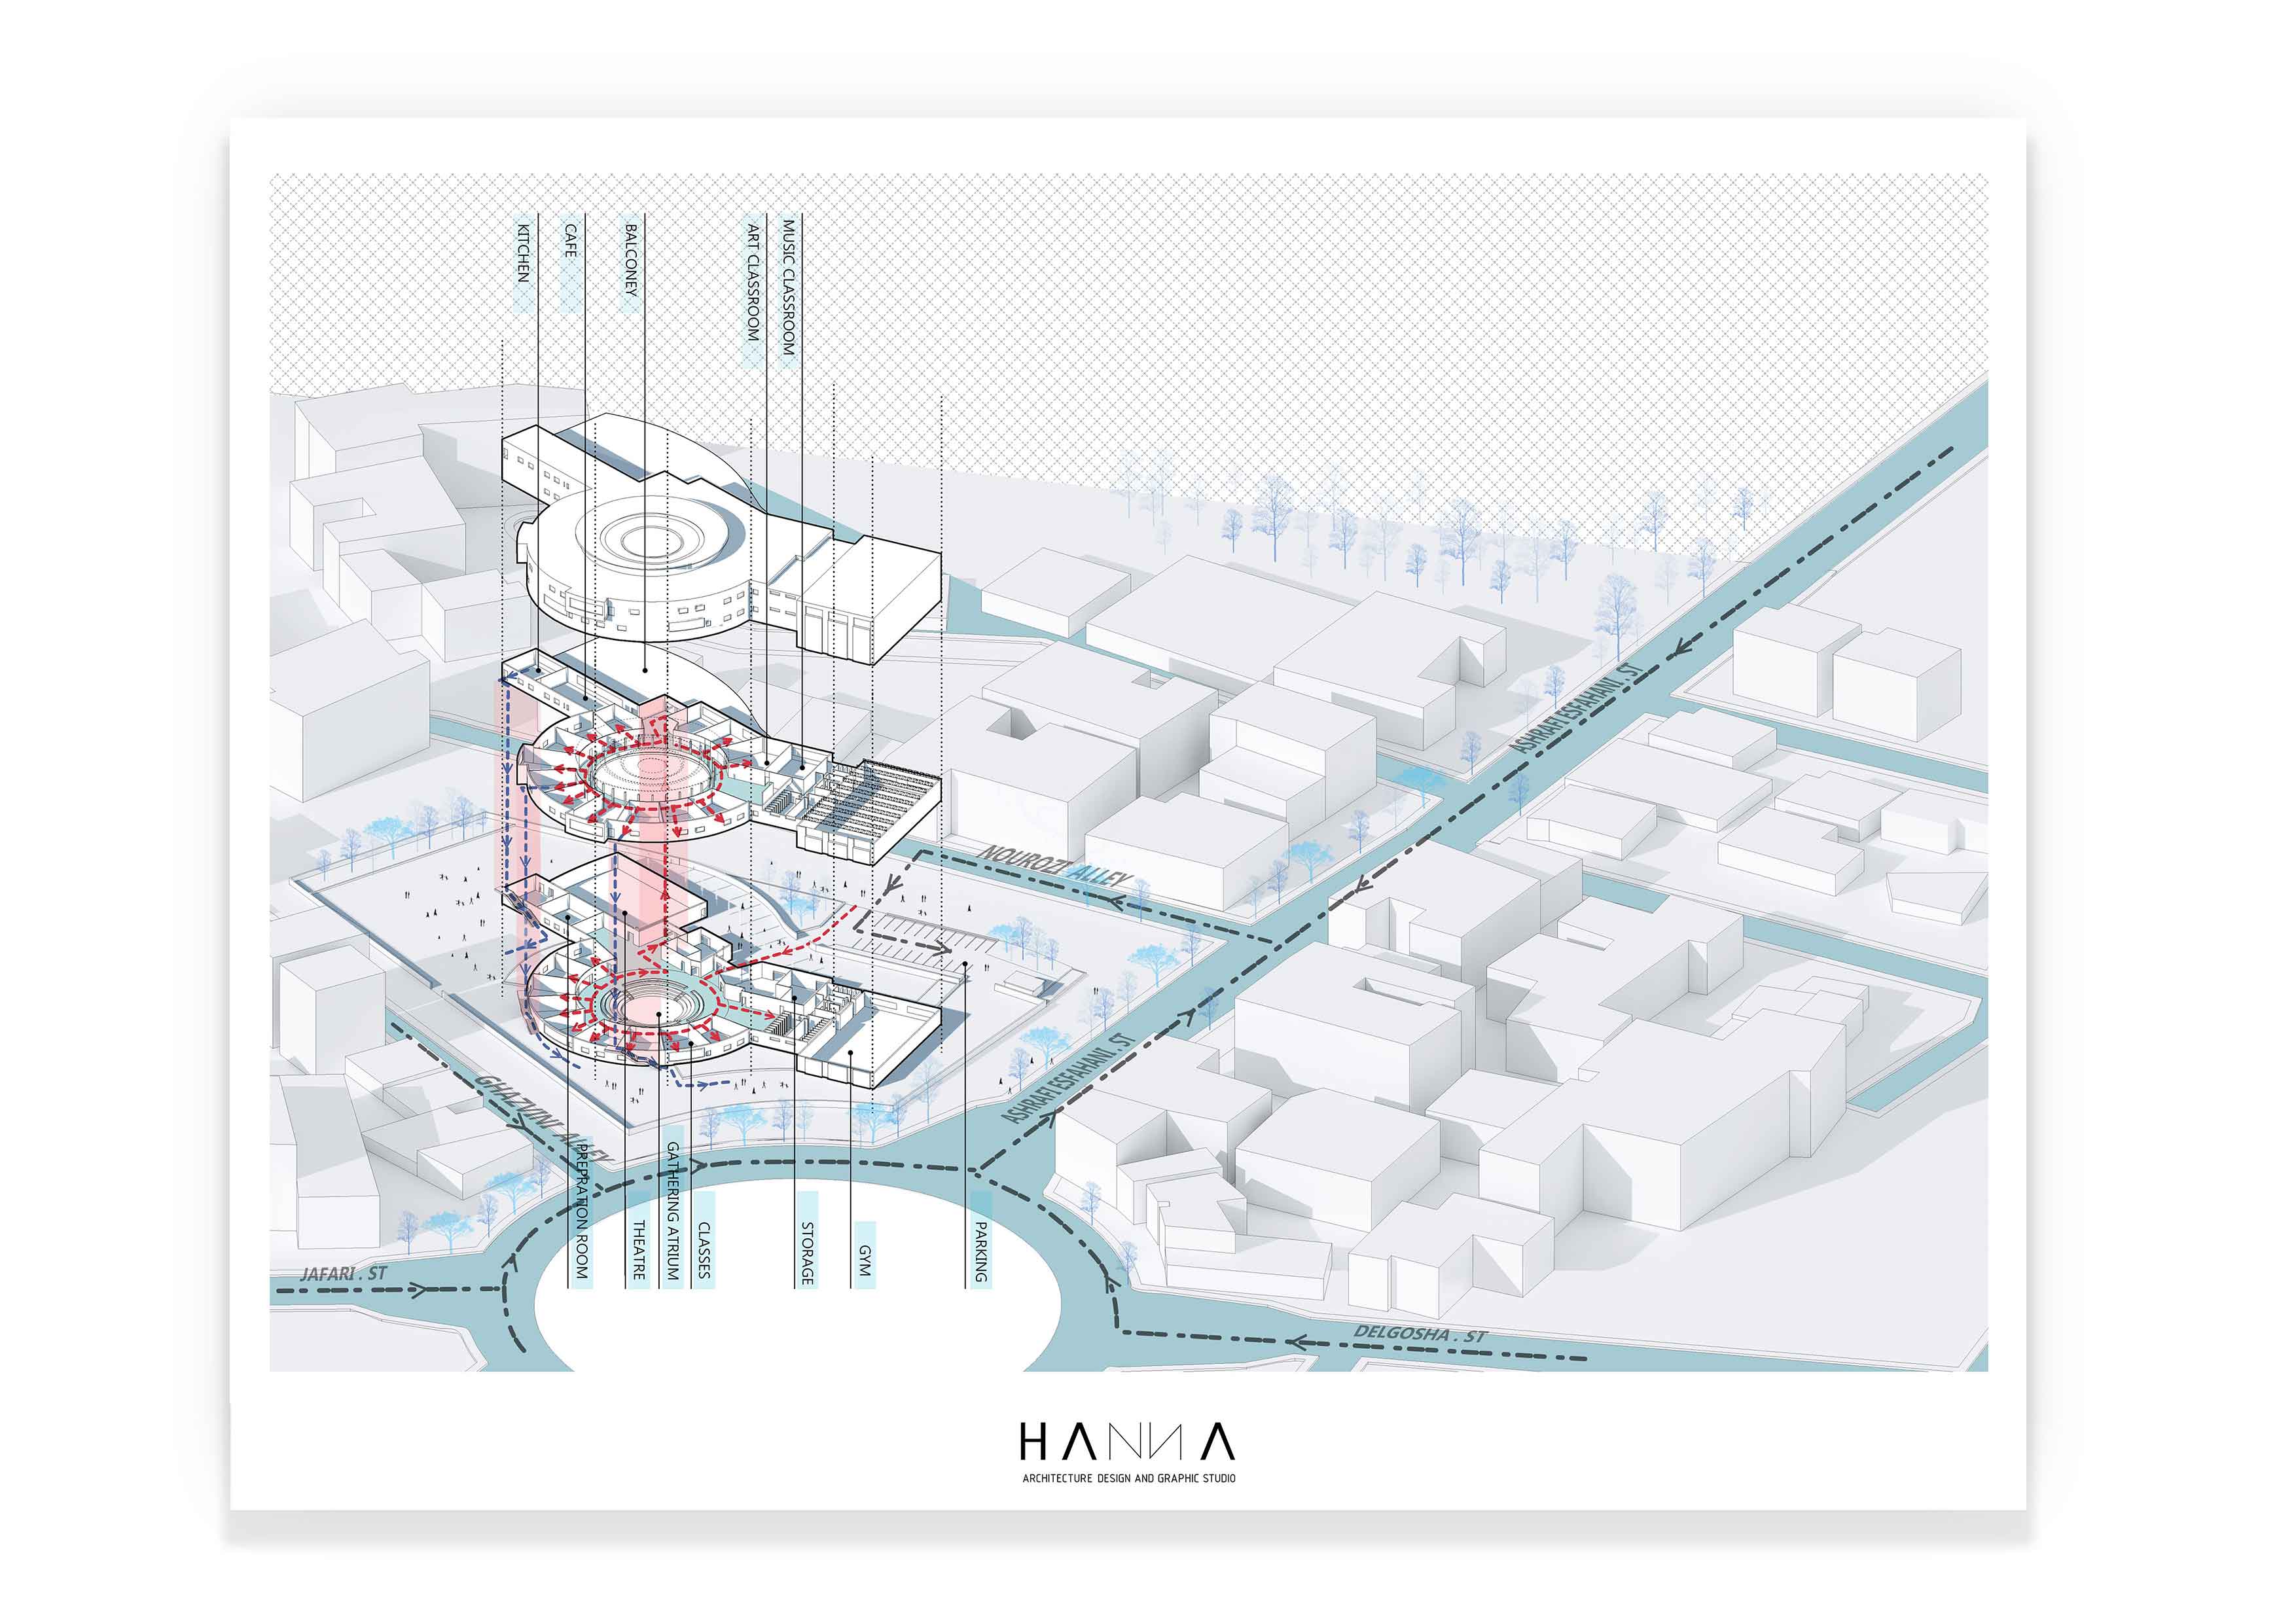 KITCHEN
CAFE
BALCONEY
ART CLASSROOM
MUSIC CLASSROOM
ASHRAFI ESFAHANI . ST
NOUROZI ALLEY
ASHRAFI ESFAHANI . ST
GHAZVINI ALLEY
PREPRATION ROOM
THEATRE
GATHERING ATRIUM
CLASSES
STORAGE
GYM
PARKING
JAFARI . ST
DELGOSHA . ST
HANNA
ARCHITECTURE DESIGN AND GRAPHIC STUDIO